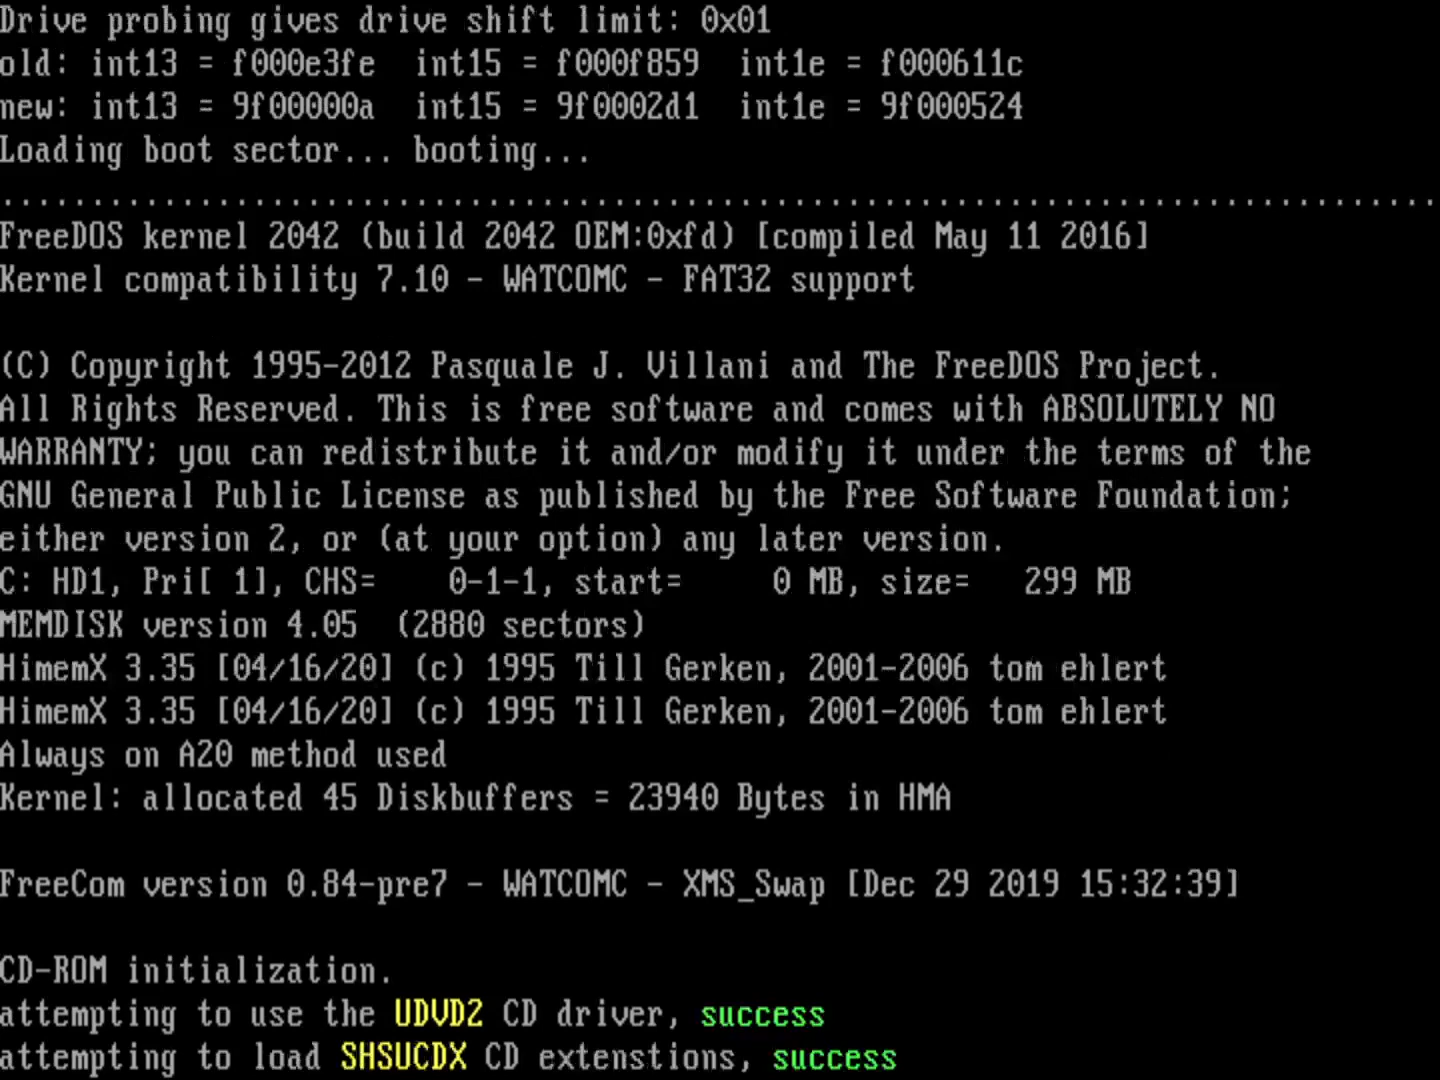 Drive probing gives drive shift limit: 0x01
old: int13 = f000e3fe  int15 = f000f859  int1e = f000611c
new: int13 = 9f00000a  int15 = 9f0002d1  int1e = 9f000524
Loading boot sector... booting...
................................................................................
FreeDOS kernel 2042 (build 2042 OEM:0xfd) [compiled May 11 2016]
Kernel compatibility 7.10 - WATCOMC - FAT32 support
(C) Copyright 1995-2012 Pasquale J. Villani and The FreeDOS Project.
All Rights Reserved. This is free software and comes with ABSOLUTELY NO
WARRANTY; you can redistribute it and/or modify it under the terms of the
GNU General Public License as published by the Free Software Foundation;
either version 2, or (at your option) any later version.
C: HD1, Pri[ 1], CHS=    0-1-1, start=     0 MB, size=   299 MB
MEMDISK version 4.05  (2880 sectors)
HimemX 3.35 [04/16/20] (c) 1995 Till Gerken, 2001-2006 tom ehlert
HimemX 3.35 [04/16/20] (c) 1995 Till Gerken, 2001-2006 tom ehlert
Always on A20 method used
Kernel: allocated 45 Diskbuffers = 23940 Bytes in HMA
FreeCom version 0.84-pre7 - WATCOMC - XMS_Swap [Dec 29 2019 15:32:39]
CD-ROM initialization.
attempting to use the UDVD2 CD driver, success
attempting to load SHSUCDX CD extenstions, success